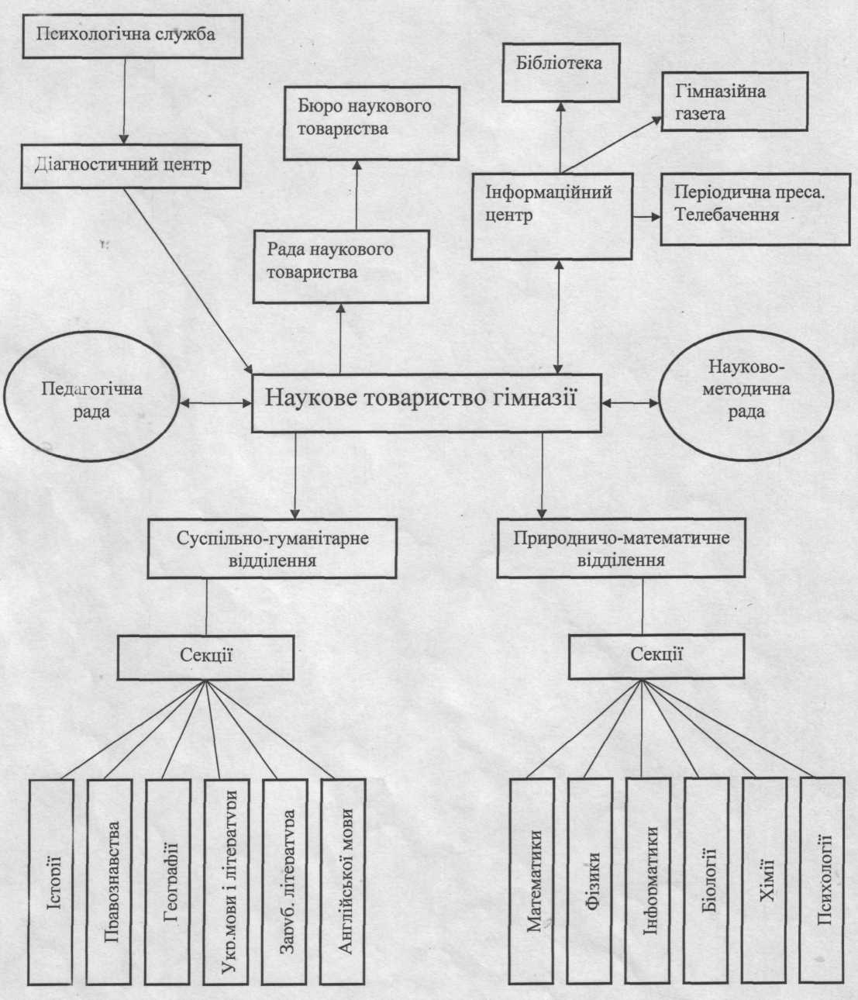 Психологічна служба
Бібліотека
Гімназійна
газета
Бюро наукового
товариства
Діагностичний центр
Інформаційний
центр
Періодична преса.
Телебачення
Рада наукового
товариства
Педагогічна
рада
Наукове товариство гімназії
Науково-
методична
рада
Суспільно-гуманітарне
відділення
Природничо-математичне
відділення
Секції
Секції
Історії
Правознавства
Географії
Укр.мови і літератури
Заруб. література
Англійської мови
Математики
Фізики
Інформатики
Біології
Хімії
Психології